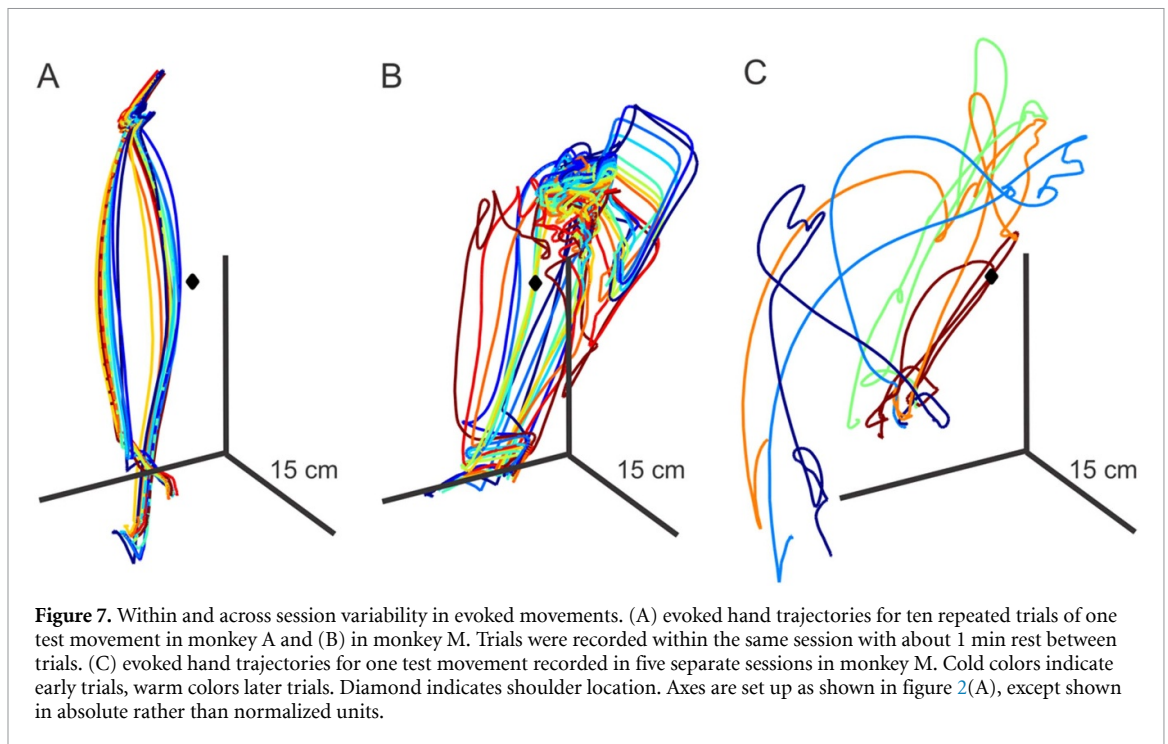 A
B
C
15 cm
15 cm
15 cm
Figure 7. Within and across session variability in evoked movements. (A) evoked hand trajectories for ten repeated trials of one
test movement in monkey A and (B) in monkey M. Trials were recorded within the same session with about 1 min rest between
trials. (C) evoked hand trajectories for one test movement recorded in five separate sessions in monkey M. Cold colors indicate
early trials, warm colors later trials. Diamond indicates shoulder location. Axes are set up as shown in figure 2(A), except shown
in absolute rather than normalized units.